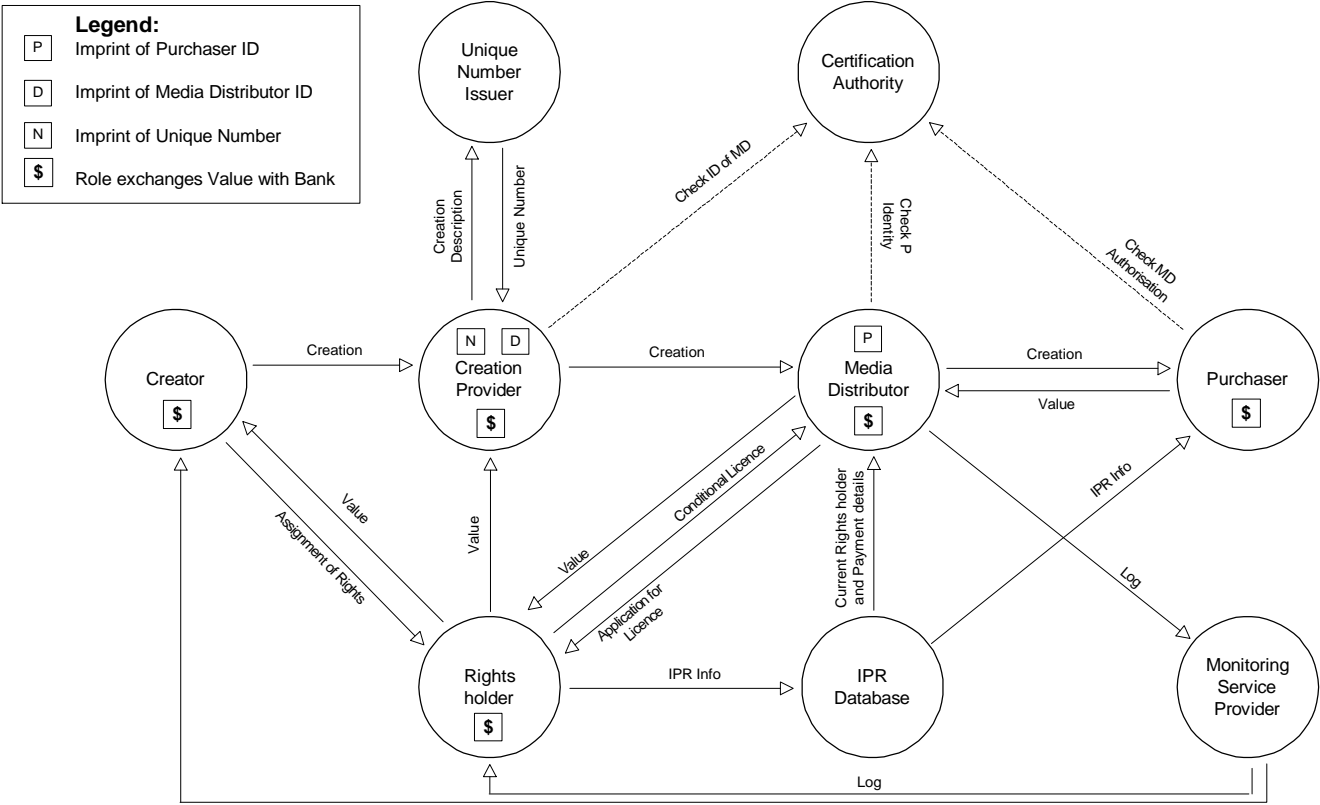 Legend:
P
Imprint of Purchaser ID
D
Imprint of Media Distributor ID
N
Imprint of Unique Number
$
Role exchanges Value with Bank
Unique
Number
Issuer
Certification
Authority
Creation
Description
Unique Number
Check ID of MD
Check P
Identity
Check MD
Authorisation
Creator
$
Creation
N D
Creation
Provider
$
Creation
P
Media
Distributor
$
Creation
Value
Purchaser
$
Value
Assignment of Rights
Value
Value
Conditional Licence
Application for
Licence
Current Rights holder
and Payment details
IPR Info
Log
Rights
holder
$
IPR Info
IPR
Database
Monitoring
Service
Provider
Log